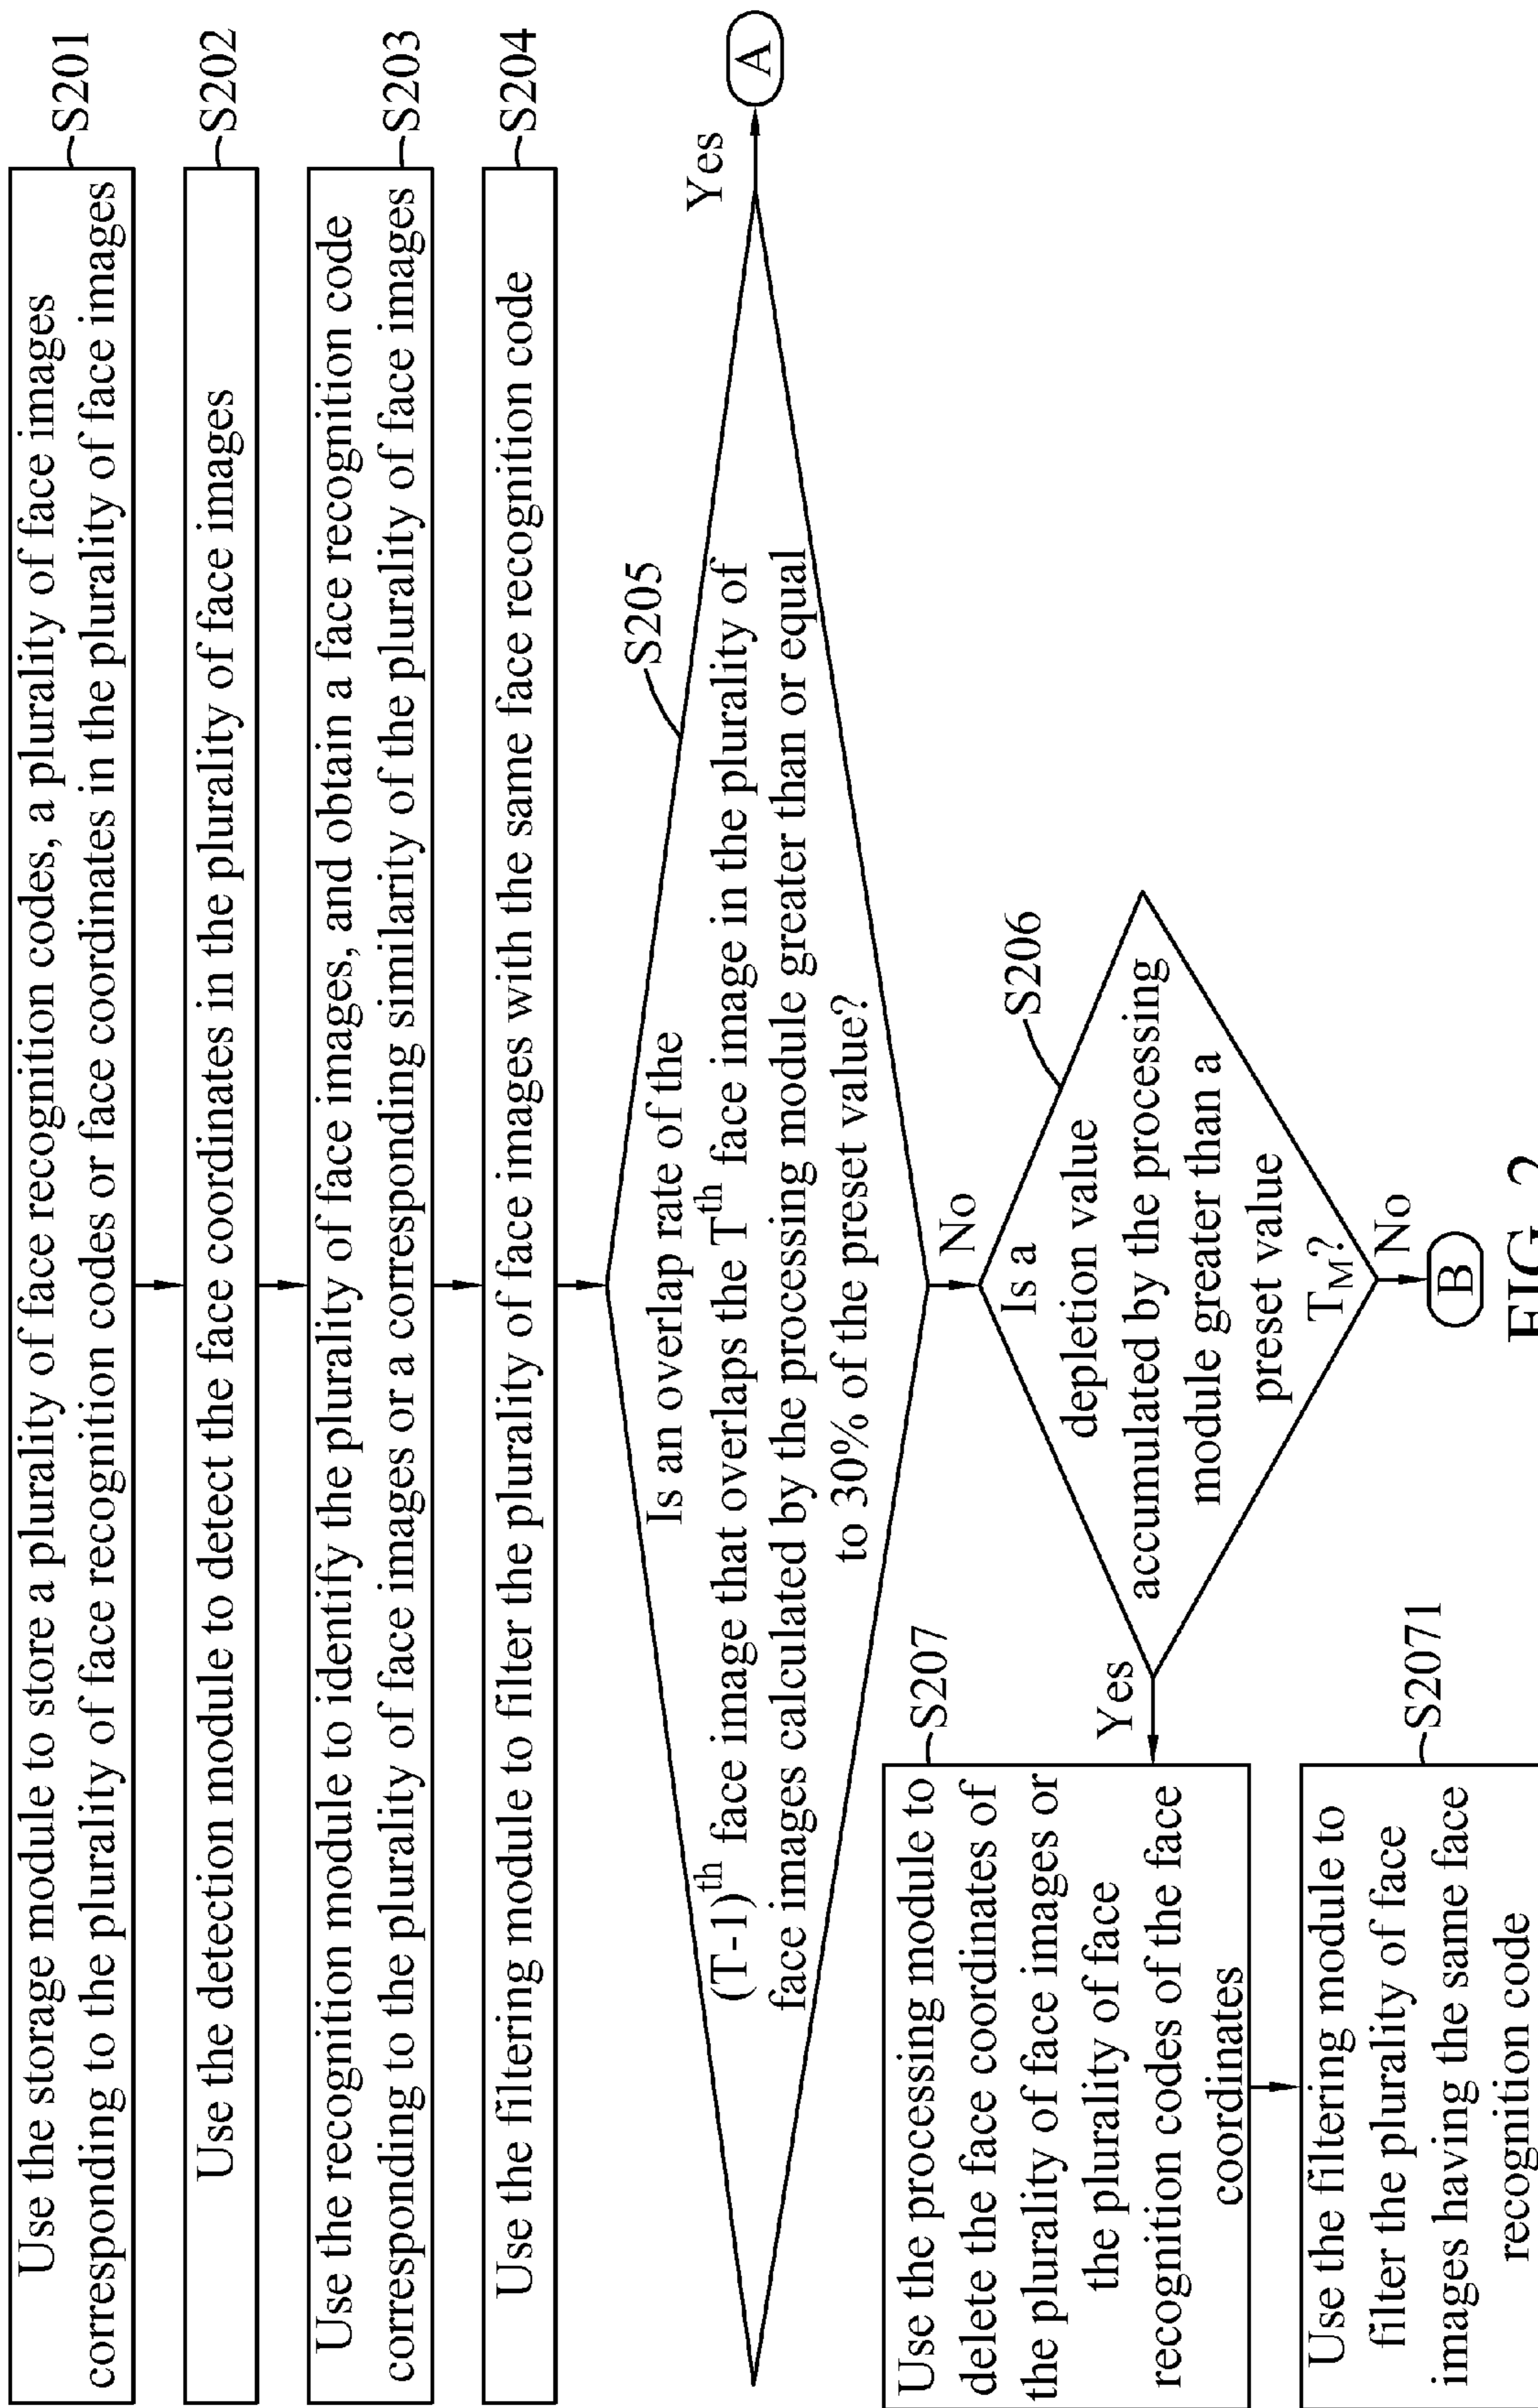 Use the storage module to store a plurality of face recognition codes, a plurality of face images
corresponding to the plurality of face recognition codes or face coordinates in the plurality of face images
S201
Use the detection module to detect the face coordinates in the plurality of face images
S202
Use the recognition module to identify the plurality of face images, and obtain a face recognition code
corresponding to the plurality of face images or a corresponding similarity of the plurality of face images
S203
Use the filtering module to filter the plurality of face images with the same face recognition code
S204
S205
Is an overlap rate of the
(T-1)th face image that overlaps the Tth face image in the plurality of
face images calculated by the processing module greater than or equal
to 30% of the preset value?
Yes
A
No
S206
Is a
depletion value
accumulated by the processing
module greater than a
preset value
TM?
Yes
No
B
S207
Use the processing module to
delete the face coordinates of
the plurality of face images or
the plurality of face
recognition codes of the face
coordinates
S2071
Use the filtering module to
filter the plurality of face
images having the same face
recognition code
FIG. 2